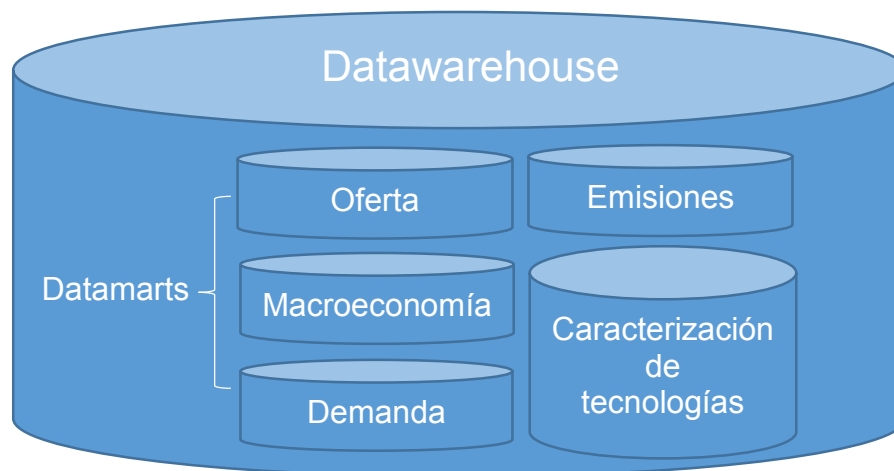 Datawarehouse
Oferta
Emisiones
Datamarts
Macroeconomía
Caracterización
de
tecnologías
Demanda